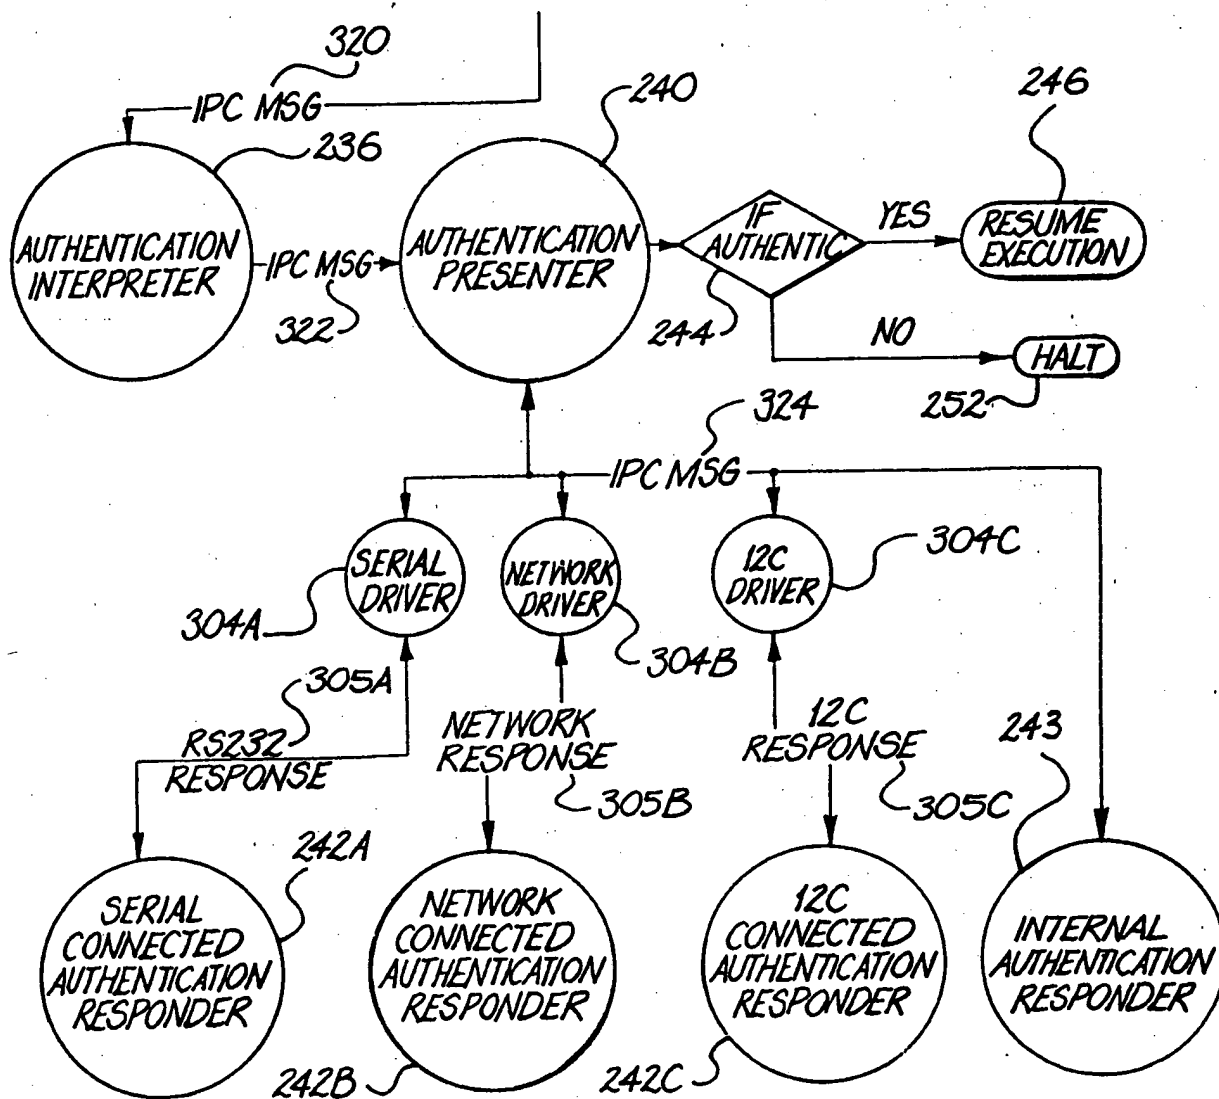 320
IPC MSG
236
240
246
AUTHENTICATION
INTERPRETER
IPC MSG
322
AUTHENTICATION
PRESENTER
IF
AUTHENTIC
244
YES
RESUME
EXECUTION
NO
HALT
252
324
IPC MSG
SERIAL
DRIVER
304A
NETWORK
DRIVER
304B
12C
DRIVER
304C
305A
RS232
RESPONSE
NETWORK
RESPONSE
305B
12C
RESPONSE
305C
243
242A
SERIAL
CONNECTED
AUTHENTICATION
RESPONDER
NETWORK
CONNECTED
AUTHENTICATION
RESPONDER
242B
12C
CONNECTED
AUTHENTICATION
RESPONDER
242C
INTERNAL
AUTHENTICATION
RESPONDER